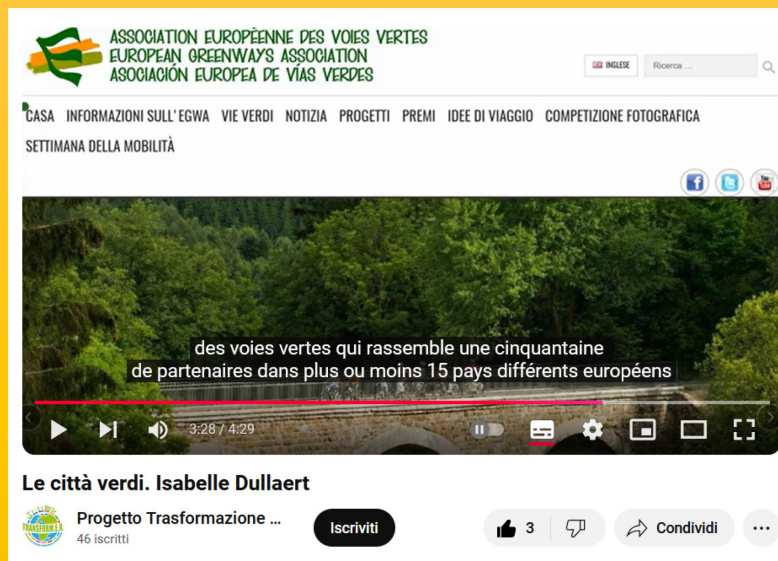 ASSOCIATION EUROPÈENNE DES VOIES VERTES
EUROPEAN GREENWAYS ASSOCIATION
ASOCIACIÓN EUROPEA DE VÍAS VERDES
INGLESE
Ricerca ...
CASA INFORMAZIONI SULL' EGWA VIE VERDI NOTIZIA PROGETTI PREMI IDEE DI VIAGGIO COMPETIZIONE FOTOGRAFICA
SETTIMANA DELLA MOBILITÀ
You
Tube
des voies vertes qui rassemble une cinquantaine
de partenaires dans plus ou moins 15 pays différents européens
3:28 / 4:29
Le città verdi. Isabelle Dullaert
Progetto Trasformazione ...
46 iscritti
Iscriviti
3
Condividi